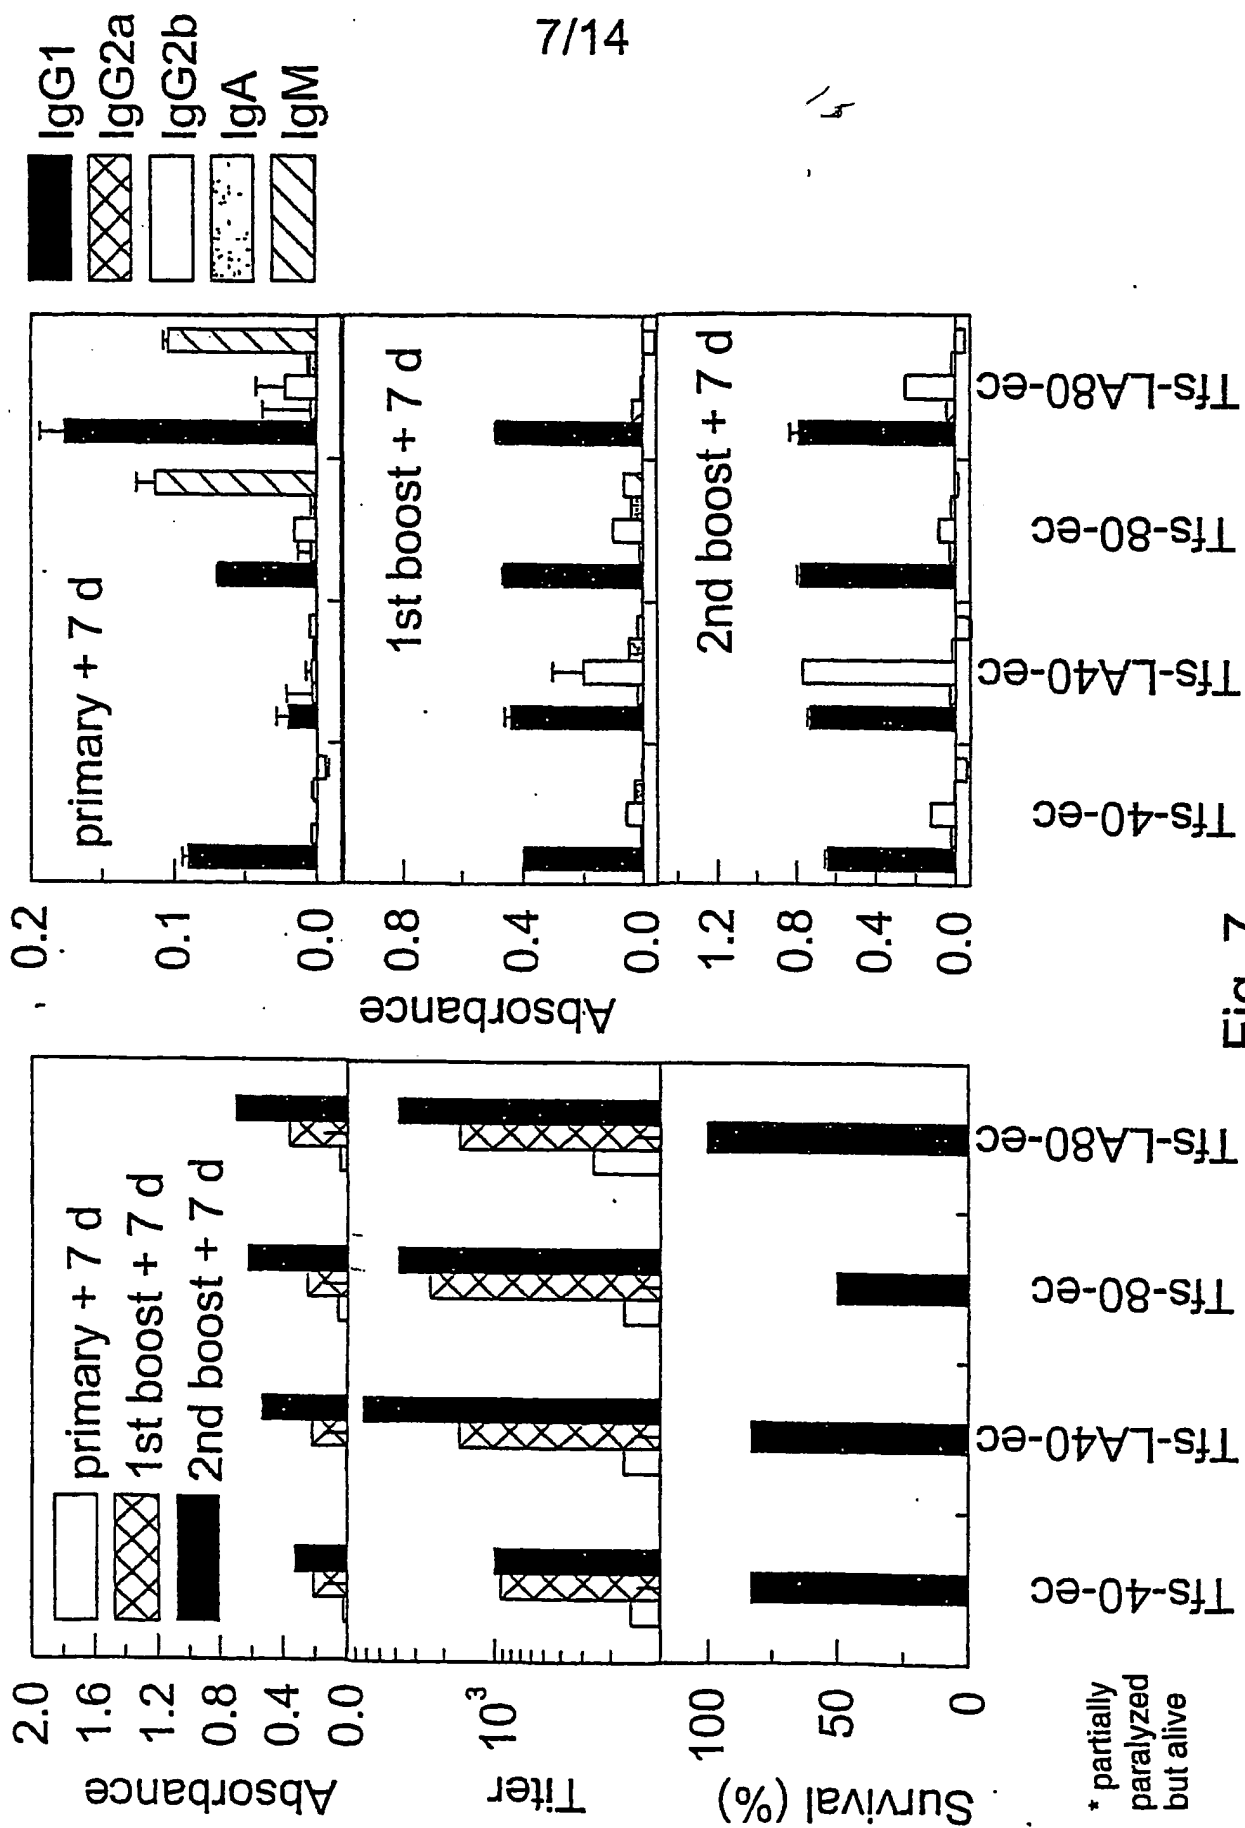 7/14
2.0
1.6
1.2
0.8
0.4
0.0
Absorbance
primary + 7 d
1st boost + 7 d
2nd boost + 7 d
10³
Titer
100
50
0
Survival (%)
Tfs-40-ec
Tfs-LA40-ec
Tfs-80-ec
Tfs-LA80-ec
* partially
paralyzed
but alive
0.2
0.1
0.0
primary + 7 d
IgG1
IgG2a
IgG2b
IgA
IgM
0.8
0.4
0.0
Absorbance
1st boost + 7 d
1.2
0.8
0.4
0.0
2nd boost + 7 d
Tfs-40-ec
Tfs-LA40-ec
Tfs-80-ec
Tfs-LA80-ec
Fig. 7